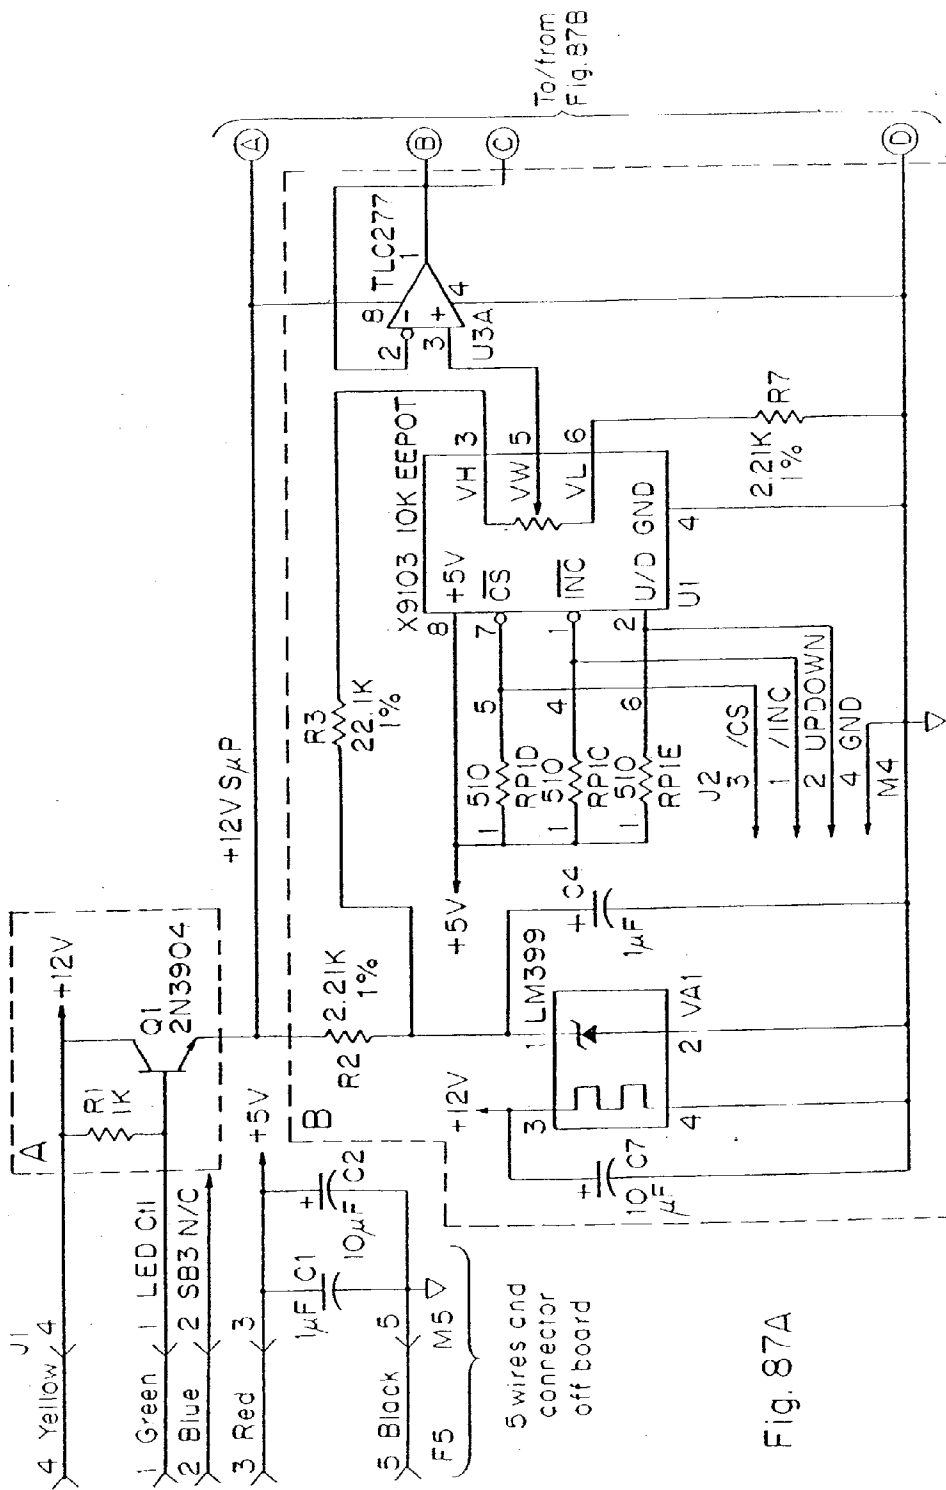 J1
4 Yellow 4
1 Green 1 LED Ctl
2 Blue 2 SB3 N/C
3 Red 3
5 Black 5
F5 M5
5 wires and
connector
off board
A
R1
1K
+12V
Q1
2N3904
+12VSμP
+5V
1μF C1
+
10μF C2
B
R2
2.21K
1%
R3
22.1K
1%
+12V
3
1
LM399
4
2
VA1
+
10
μF
C7
+ C4
1μF
+5V
1 510 5
RP1D
1 510 4
RP1C
1 510 6
RP1E
X9103 10K EEPOT
8 +5V
7 CS
1 INC
2 U/D GND
VH 3
VW 5
VL 6
4
U1
J2
3 /CS
1 /INC
2 UPDOWN
4 GND
M4
2.21K
1%
R7
TLC277
8
2 -
3 +
1
4
U3A
A
B
C
D
To/from
Fig.87B
Fig. 87A